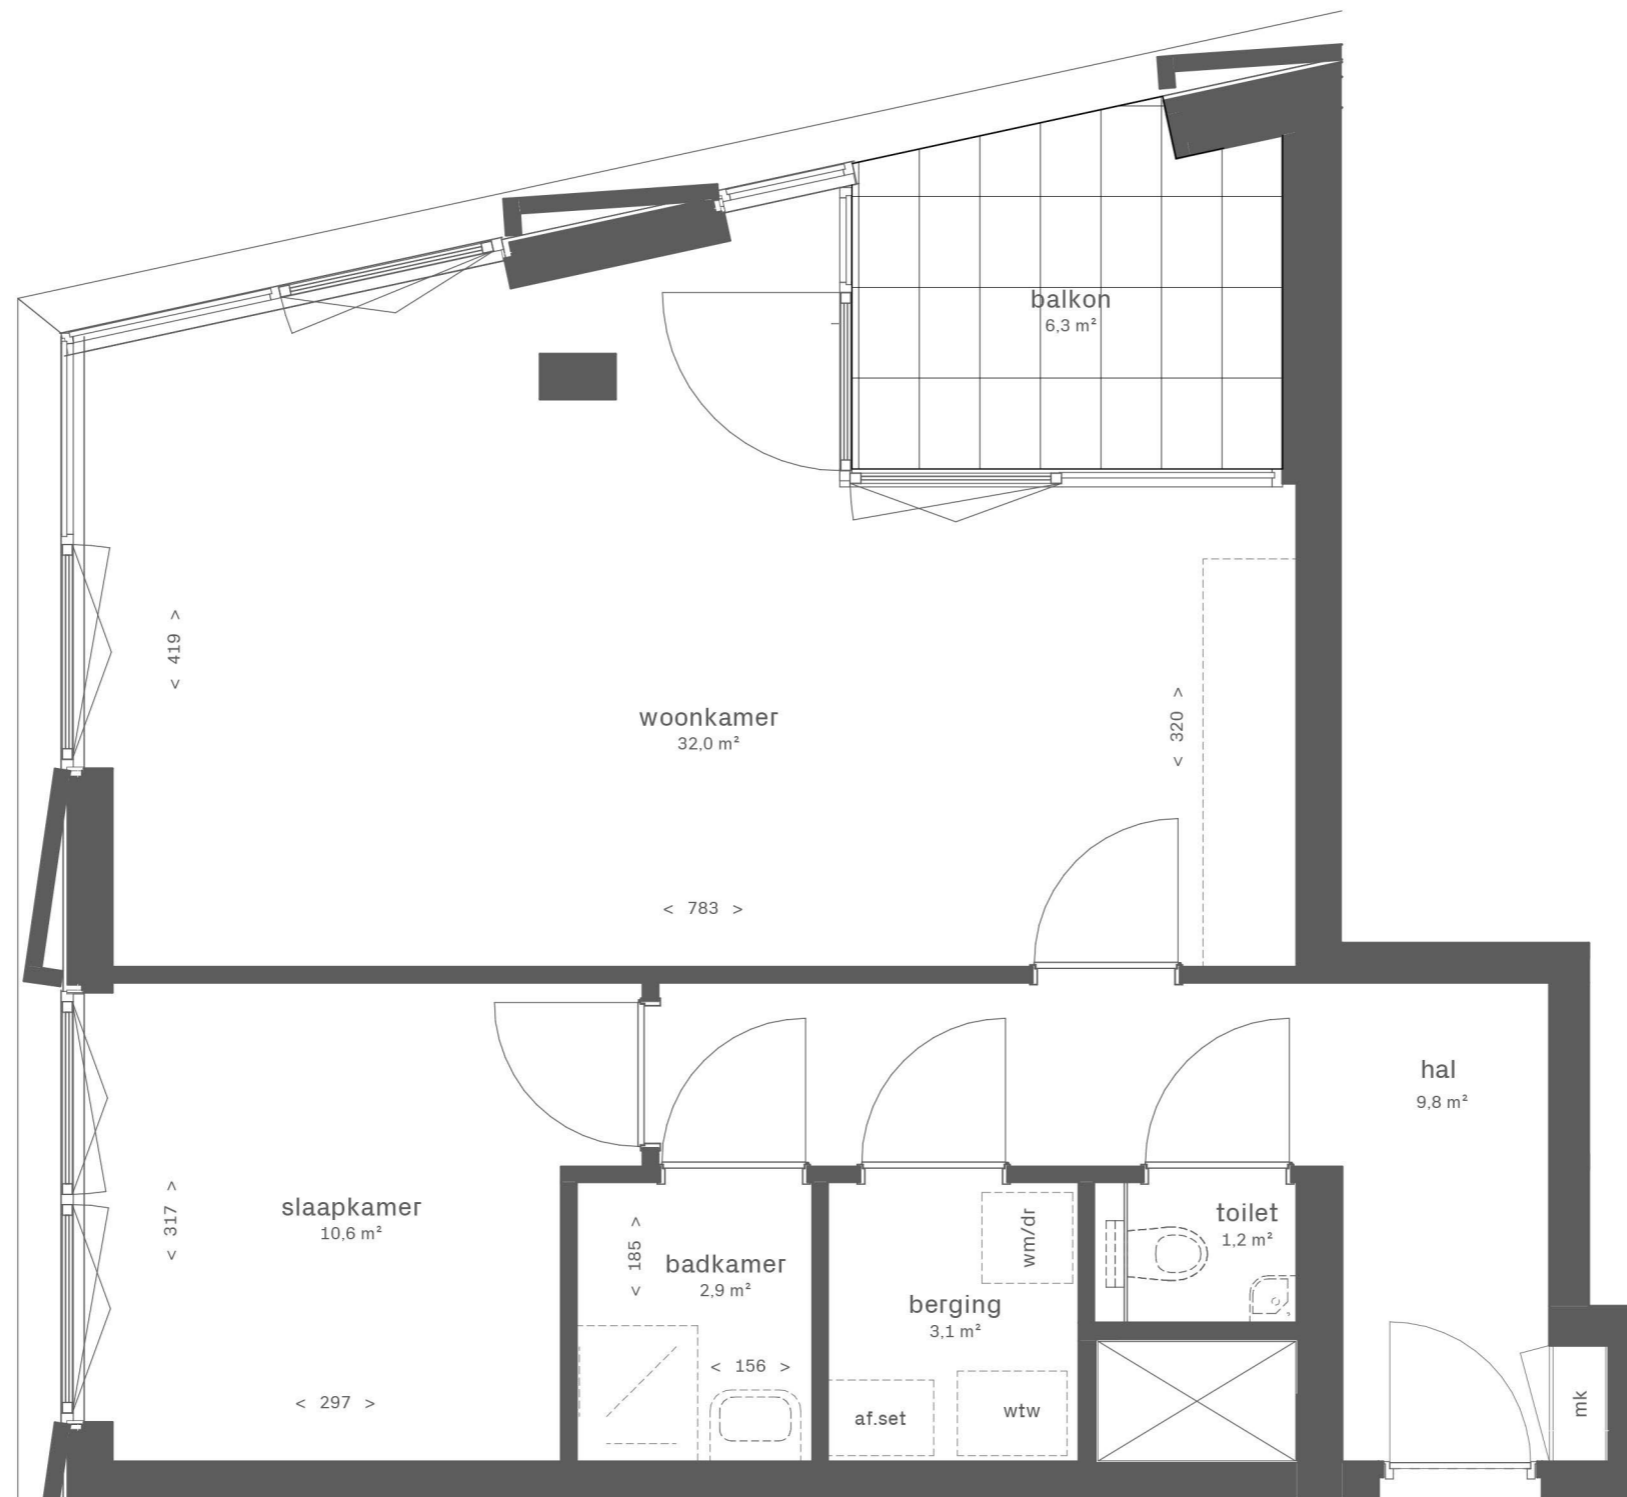 balkon
6,3 m²
< 419 >
woonkamer
32,0 m²
< 320 >
< 783 >
hal
9,8 m²
slaapkamer
10,6 m²
< 317 >
< 297 >
< 185 >
badkamer
2,9 m²
< 156 >
wm/dr
berging
3,1 m²
af.set
wtw
toilet
1,2 m²
mk